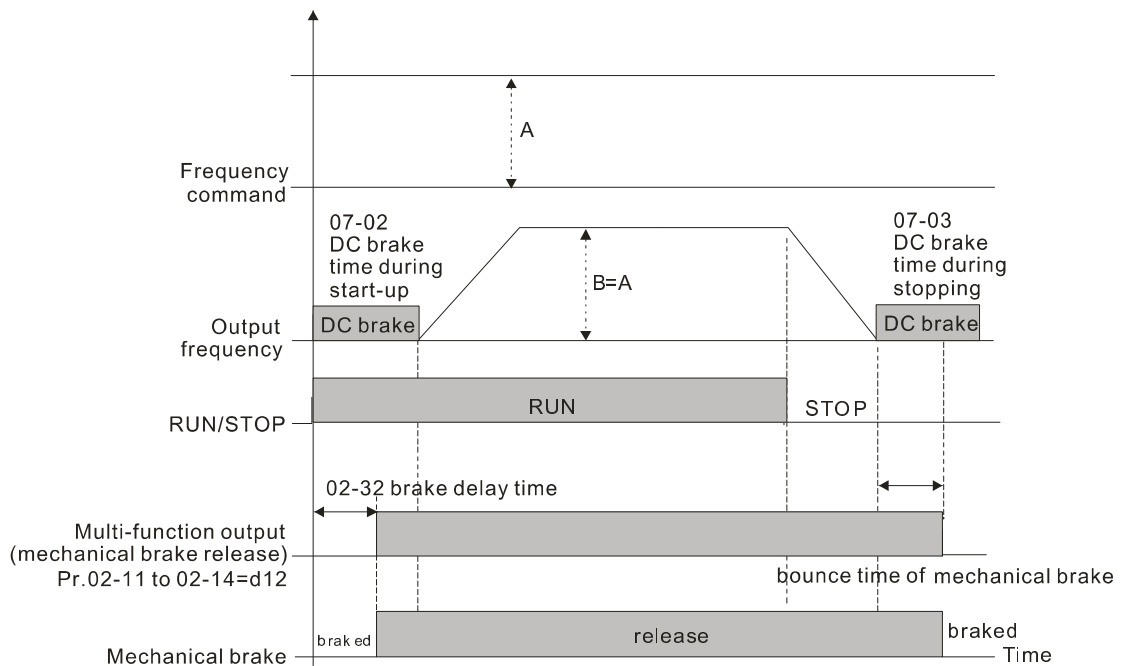 A
Frequency
command
07-02
DC brake
time during
start-up
07-03
DC brake
time during
stopping
B=A
DC brake
DC brake
Output
frequency
RUN
STOP
RUN/STOP
02-32 brake delay time
Multi-function output
(mechanical brake release)
Pr.02-11 to 02-14=d12
bounce time of mechanical brake
braked
release
braked
Mechanical brake
Time